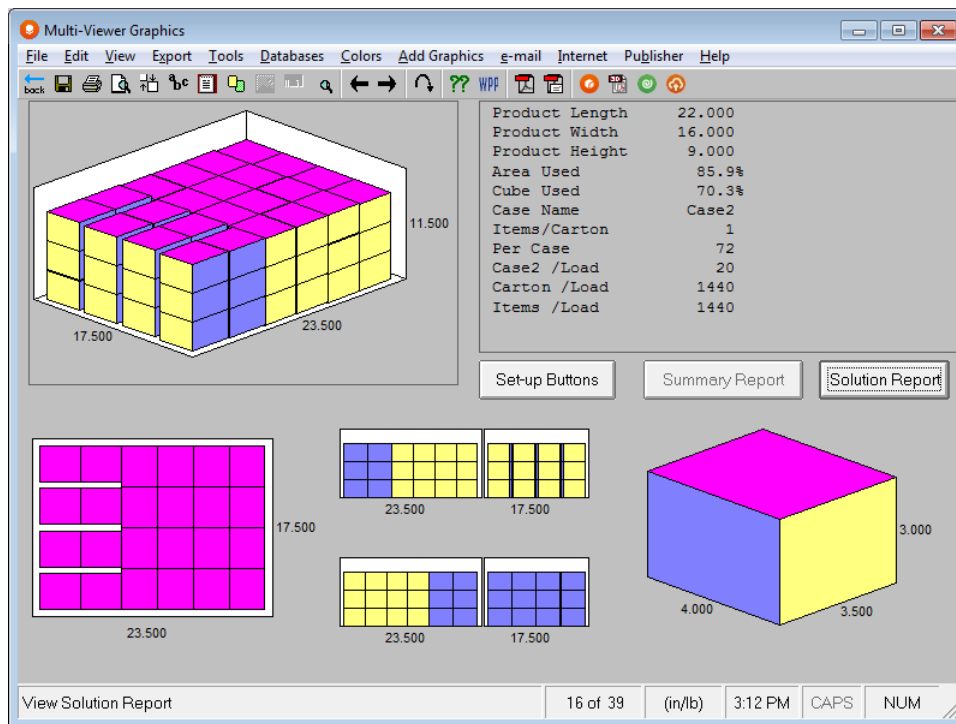 Multi-Viewer Graphics
File Edit View Export Tools Databases Colors Add Graphics e-mail Internet Publisher Help
back abc ?? WPP 3D
11.500
17.500 23.500
Product Length 22.000
Product Width 16.000
Product Height 9.000
Area Used 85.9%
Cube Used 70.3%
Case Name Case2
Items/Carton 1
Per Case 72
Case2 /Load 20
Carton /Load 1440
Items /Load 1440
Set-up Buttons Summary Report Solution Report
17.500
23.500
23.500 17.500
23.500 17.500
3.000
4.000 3.500
View Solution Report 16 of 39 (in/lb) 3:12 PM CAPS NUM